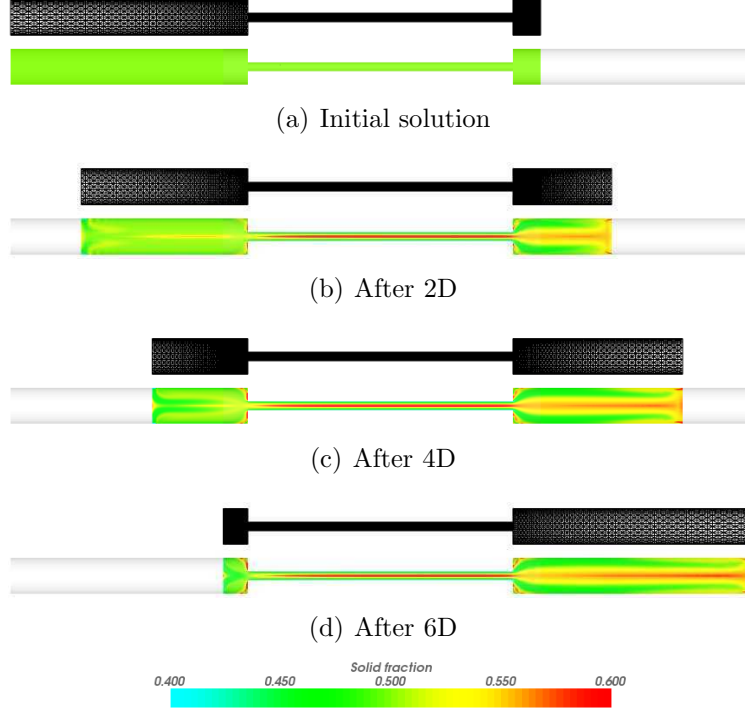 (a) Initial solution
(b) After 2D
(c) After 4D
(d) After 6D
Solid fraction
0.400 0.450 0.500 0.550 0.600